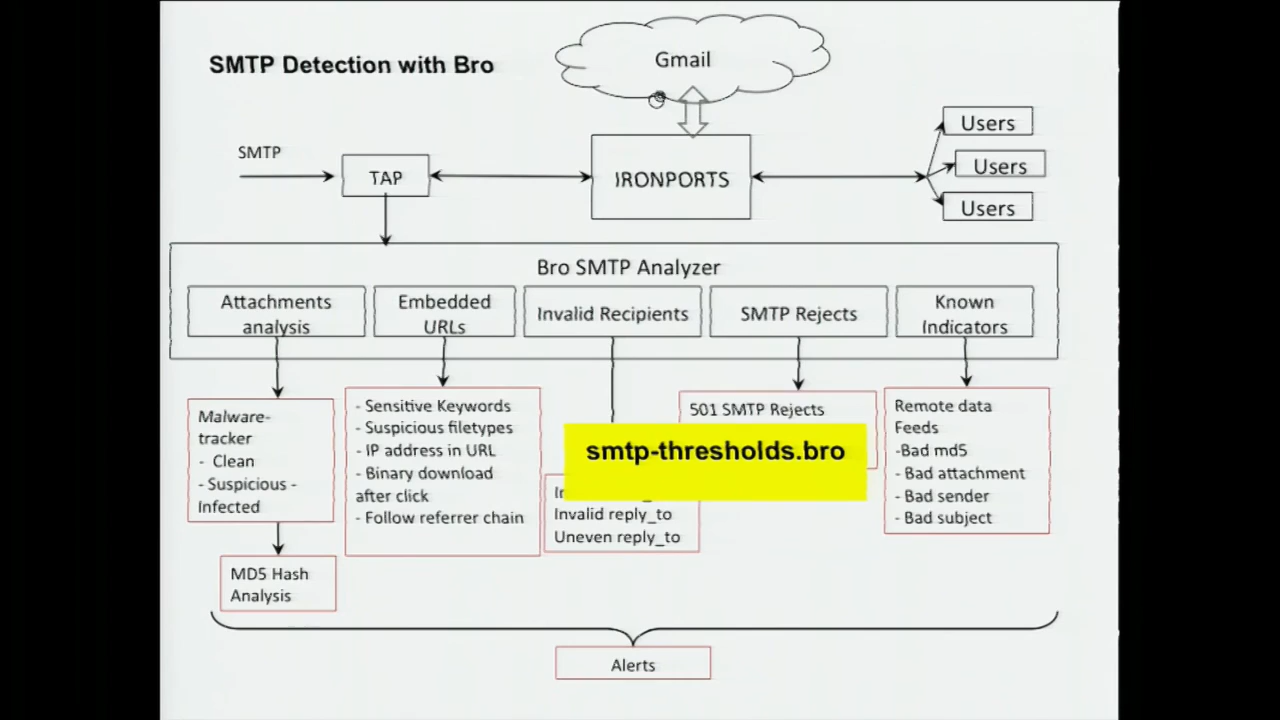 SMTP Detection with Bro
Gmail
SMTP
TAP
IRONPORTS
Users
Users
Users
Bro SMTP Analyzer
Attachments
analysis
Embedded
URLs
Invalid Recipients
SMTP Rejects
Known
Indicators
Malware-
tracker
- Clean
- Suspicious -
Infected
MD5 Hash
Analysis
- Sensitive Keywords
- Suspicious filetypes
- IP address in URL
- Binary download
after click
- Follow referrer chain
smtp-thresholds.bro
Invalid reply_to
Uneven reply_to
501 SMTP Rejects
Remote data
Feeds
-Bad md5
- Bad attachment
- Bad sender
- Bad subject
Alerts